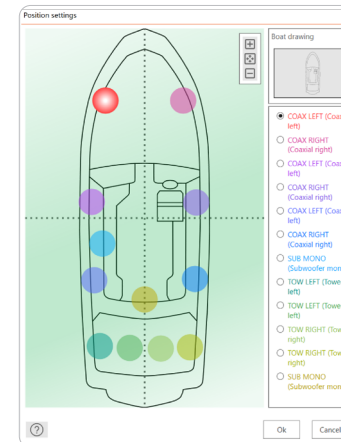 Position settings
Boat drawing
COAX LEFT (Coax
left)
COAX RIGHT
(Coaxial right)
COAX LEFT (Coax
left)
COAX RIGHT
(Coaxial right)
COAX LEFT (Coax
left)
COAX RIGHT
(Coaxial right)
SUB MONO
(Subwoofer mon
TOW LEFT (Towe
left)
TOW LEFT (Towe
left)
TOW RIGHT (Tow
right)
TOW RIGHT (Tow
right)
SUB MONO
(Subwoofer mon
?
Ok
Cancel